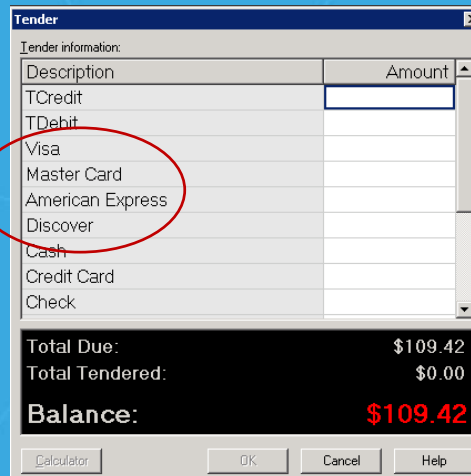 Tender
Tender information:
Description Amount
TCredit
TDebit
Visa
Master Card
American Express
Discover
Cash
Credit Card
Check
Total Due: $109.42
Total Tendered: $0.00
Balance: $109.42
Calculator OK Cancel Help